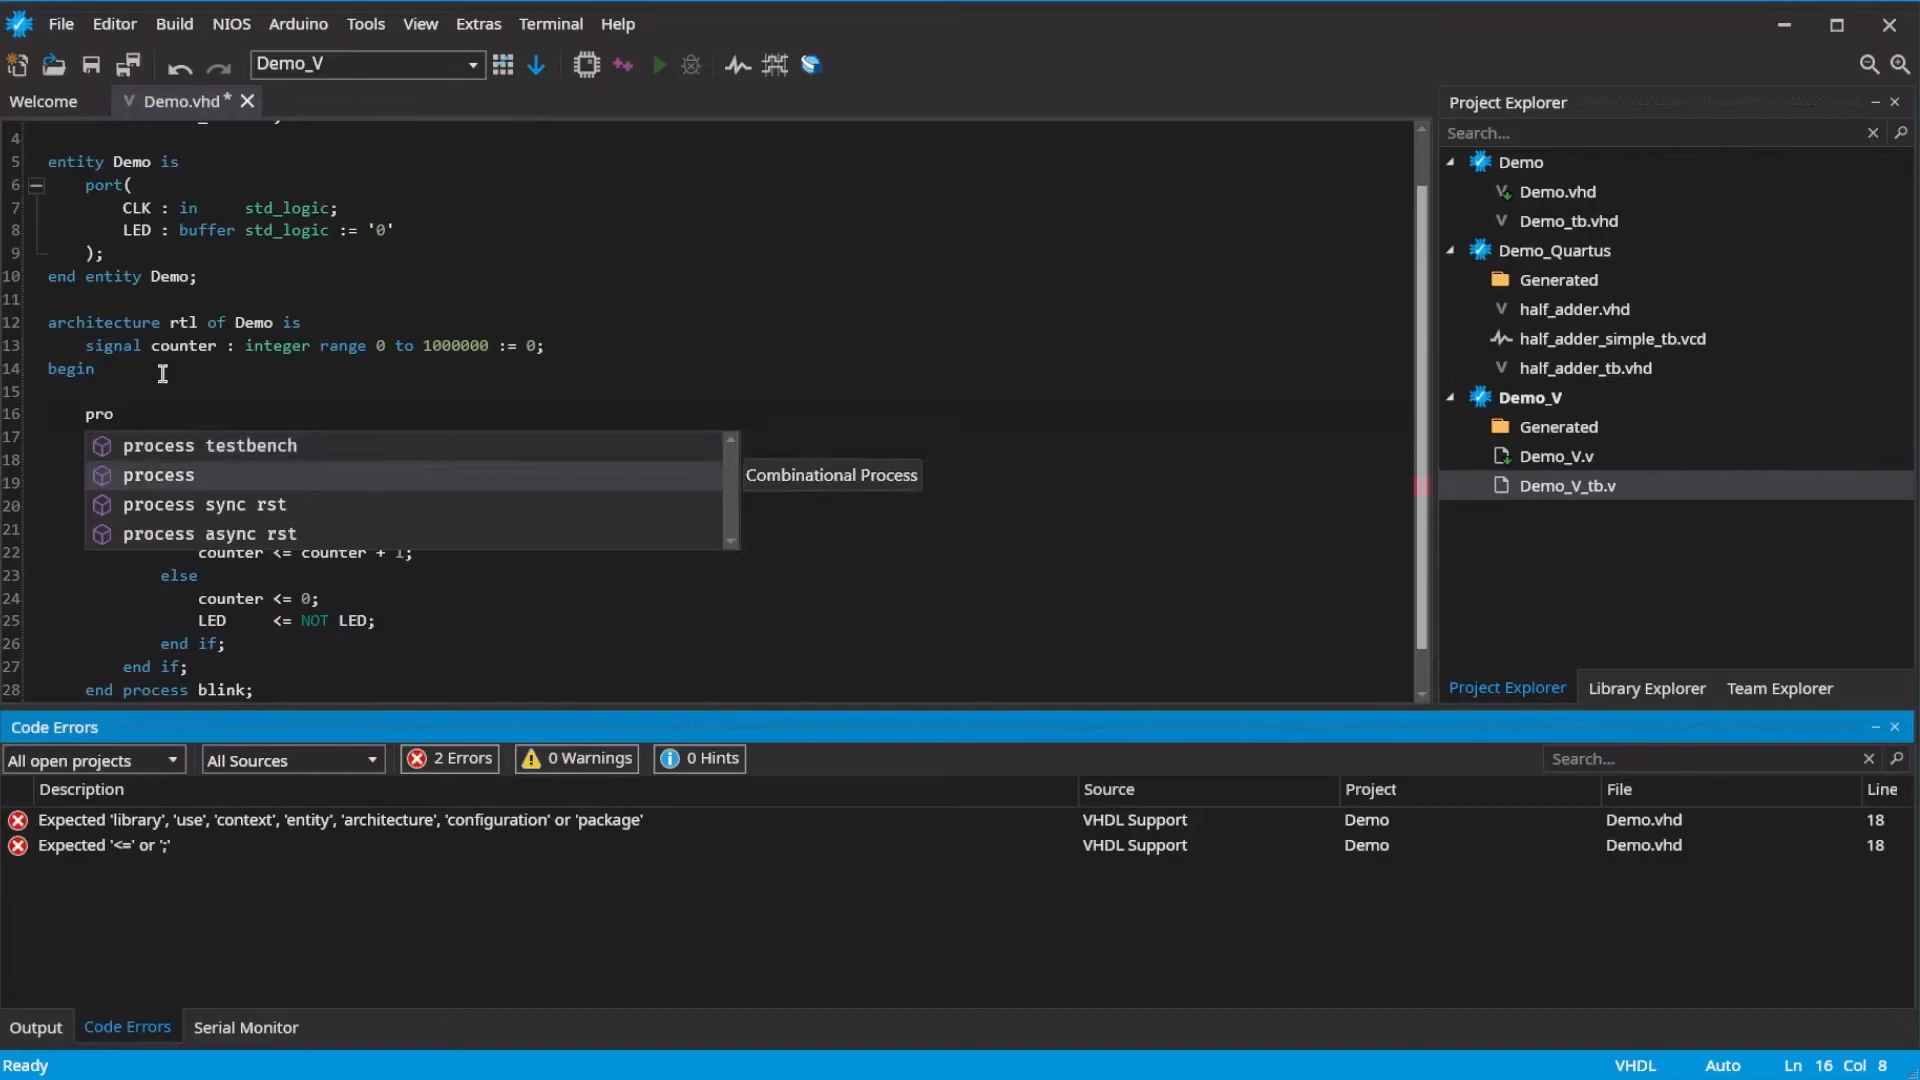 File Editor Build NIOS Arduino Tools View Extras Terminal Help
Demo_V
Welcome
V Demo.vhd *
4
5 entity Demo is
6 port(
7 CLK : in std_logic;
8 LED : buffer std_logic := '0'
9 );
10 end entity Demo;
11
12 architecture rtl of Demo is
13 signal counter : integer range 0 to 1000000 := 0;
14 begin
15
16 pro
17
18
19
20
21
process testbench
process
process sync rst
process async rst
Combinational Process
22 counter <= counter + 1;
23 else
24 counter <= 0;
25 LED <= NOT LED;
26 end if;
27 end if;
28 end process blink;
Project Explorer
Search...
Demo
V Demo.vhd
V Demo_tb.vhd
Demo_Quartus
Generated
V half_adder.vhd
half_adder_simple_tb.vcd
V half_adder_tb.vhd
Demo_V
Generated
Demo_V.v
Demo_V_tb.v
Project Explorer Library Explorer Team Explorer
Code Errors
All open projects All Sources 2 Errors 0 Warnings 0 Hints Search...
Description Source Project File Line
Expected 'library', 'use', 'context', 'entity', 'architecture', 'configuration' or 'package' VHDL Support Demo Demo.vhd 18
Expected '<=' or ';' VHDL Support Demo Demo.vhd 18
Output Code Errors Serial Monitor
Ready VHDL Auto Ln 16 Col 8